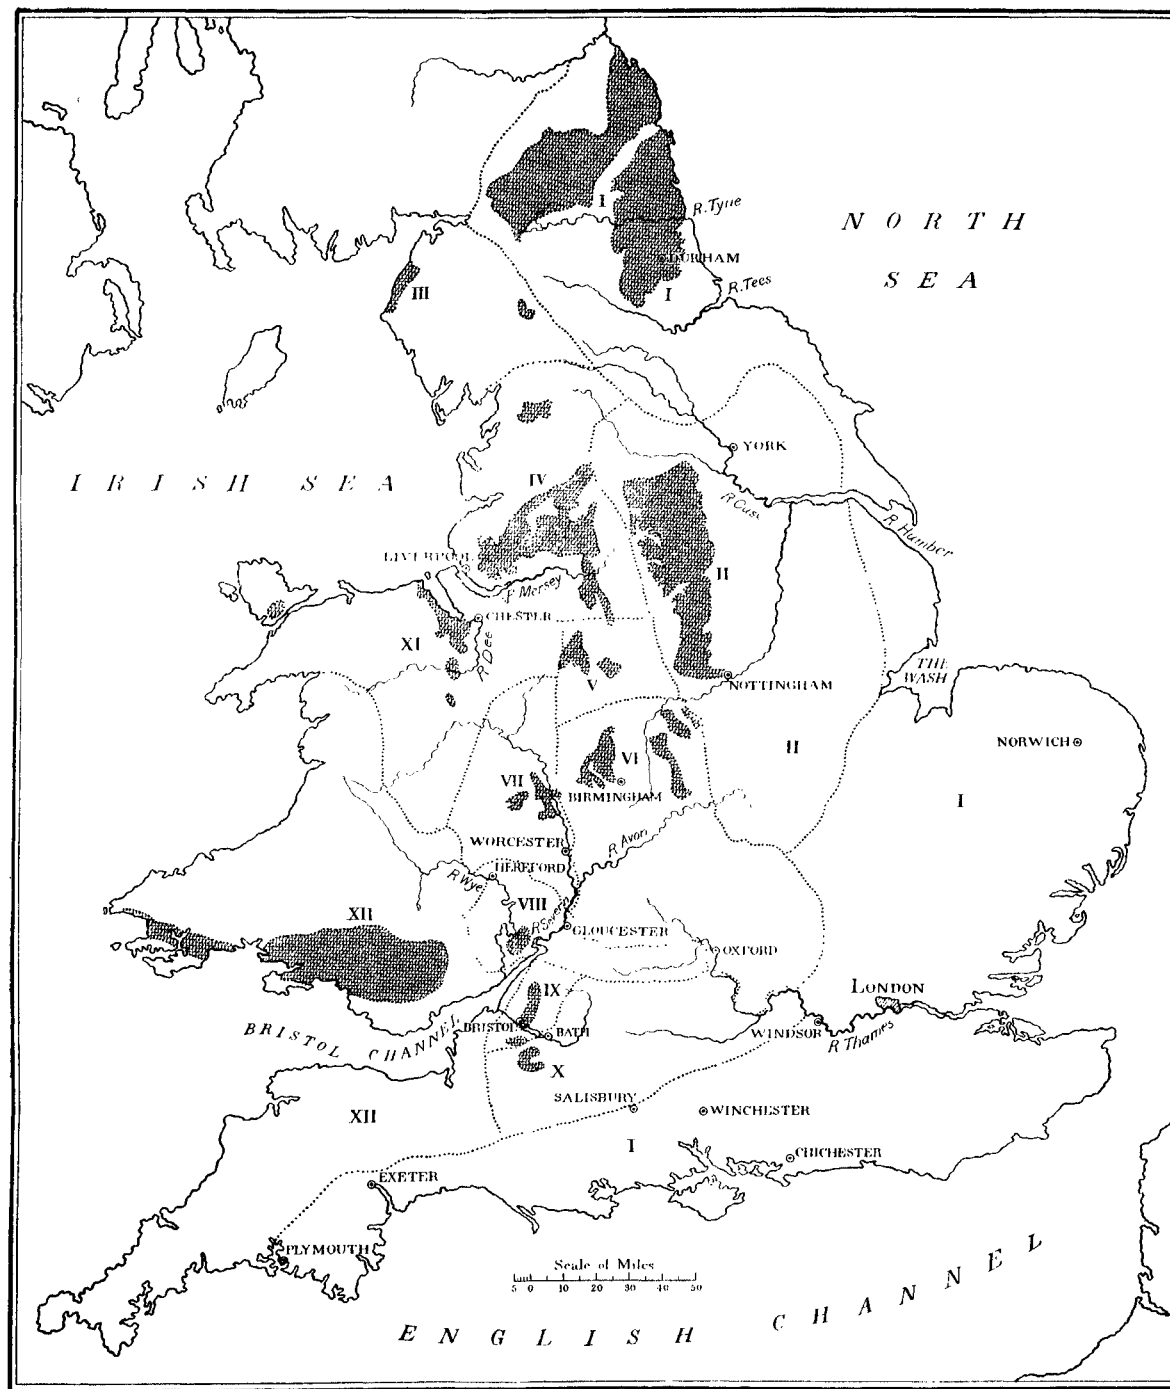 NORTH
SEA
I
R. Tyne
DURHAM
I
R. Tees
III
YORK
IRISH SEA
IV
R. Ouse
R Humber
LIVERPOOL
II
R Mersey
CHESTER
XI
R. Dee
V
NOTTINGHAM
THE
WASH
NORWICH
II
VI
VII
BIRMINGHAM
I
WORCESTER
R Avon
HEREFORD
R Wye
VIII
XII
R Severn
GLOUCESTER
OXFORD
IX
LONDON
BRISTOL CHANNEL
BRISTOL
BATH
WINDSOR
R Thames
X
SALISBURY
WINCHESTER
XII
I
CHICHESTER
EXETER
PLYMOUTH
Scale of Miles
5 0 10 20 30 40 50
ENGLISH CHANNEL